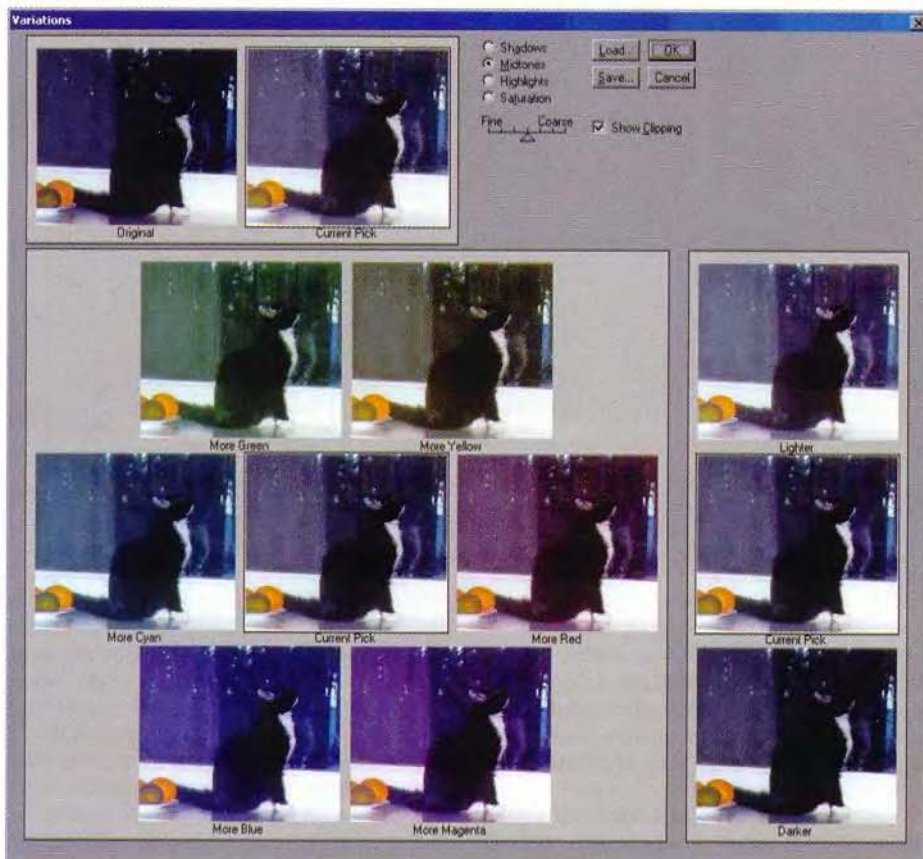 Variations
Shadows
Midtones
Highlights
Saturation
Load...
OK
Save...
Cancel
Fine
Coarse
Show Clipping
Original
Current Pick
More Green
More Yellow
Lighter
More Cyan
Current Pick
More Red
Current Pick
More Blue
More Magenta
Darker